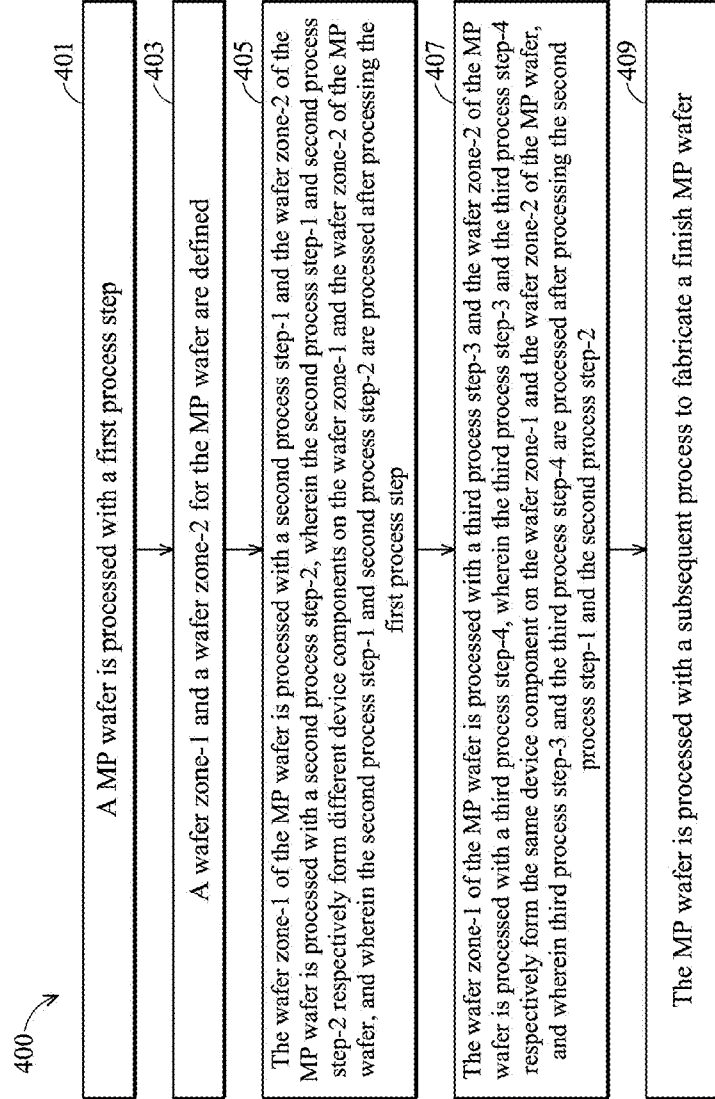 400
401
A MP wafer is processed with a first process step
403
A wafer zone-1 and a wafer zone-2 for the MP wafer are defined
405
The wafer zone-1 of the MP wafer is processed with a second process step-1 and the wafer zone-2 of the
MP wafer is processed with a second process step-2, wherein the second process step-1 and second process
step-2 respectively form different device components on the wafer zone-1 and the wafer zone-2 of the MP
wafer, and wherein the second process step-1 and second process step-2 are processed after processing the
first process step
407
The wafer zone-1 of the MP wafer is processed with a third process step-3 and the wafer zone-2 of the MP
wafer is processed with a third process step-4, wherein the third process step-3 and the third process step-4
respectively form the same device component on the wafer zone-1 and the wafer zone-2 of the MP wafer,
and wherein third process step-3 and the third process step-4 are processed after processing the second
process step-1 and the second process step-2
409
The MP wafer is processed with a subsequent process to fabricate a finish MP wafer